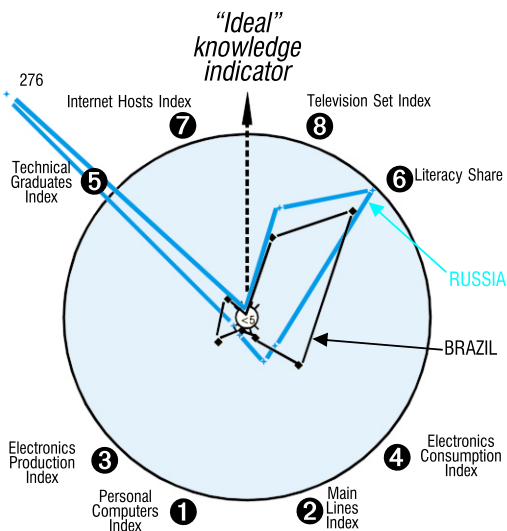 “Ideal”
knowledge
indicator
276
Internet Hosts Index
Television Set Index
7
8
Technical
Graduates
Index
5
6
Literacy Share
RUSSIA
<5
BRAZIL
Electronics
Production
Index
3
4
Electronics
Consumption
Index
Personal
Computers
Index
1
2
Main
Lines
Index